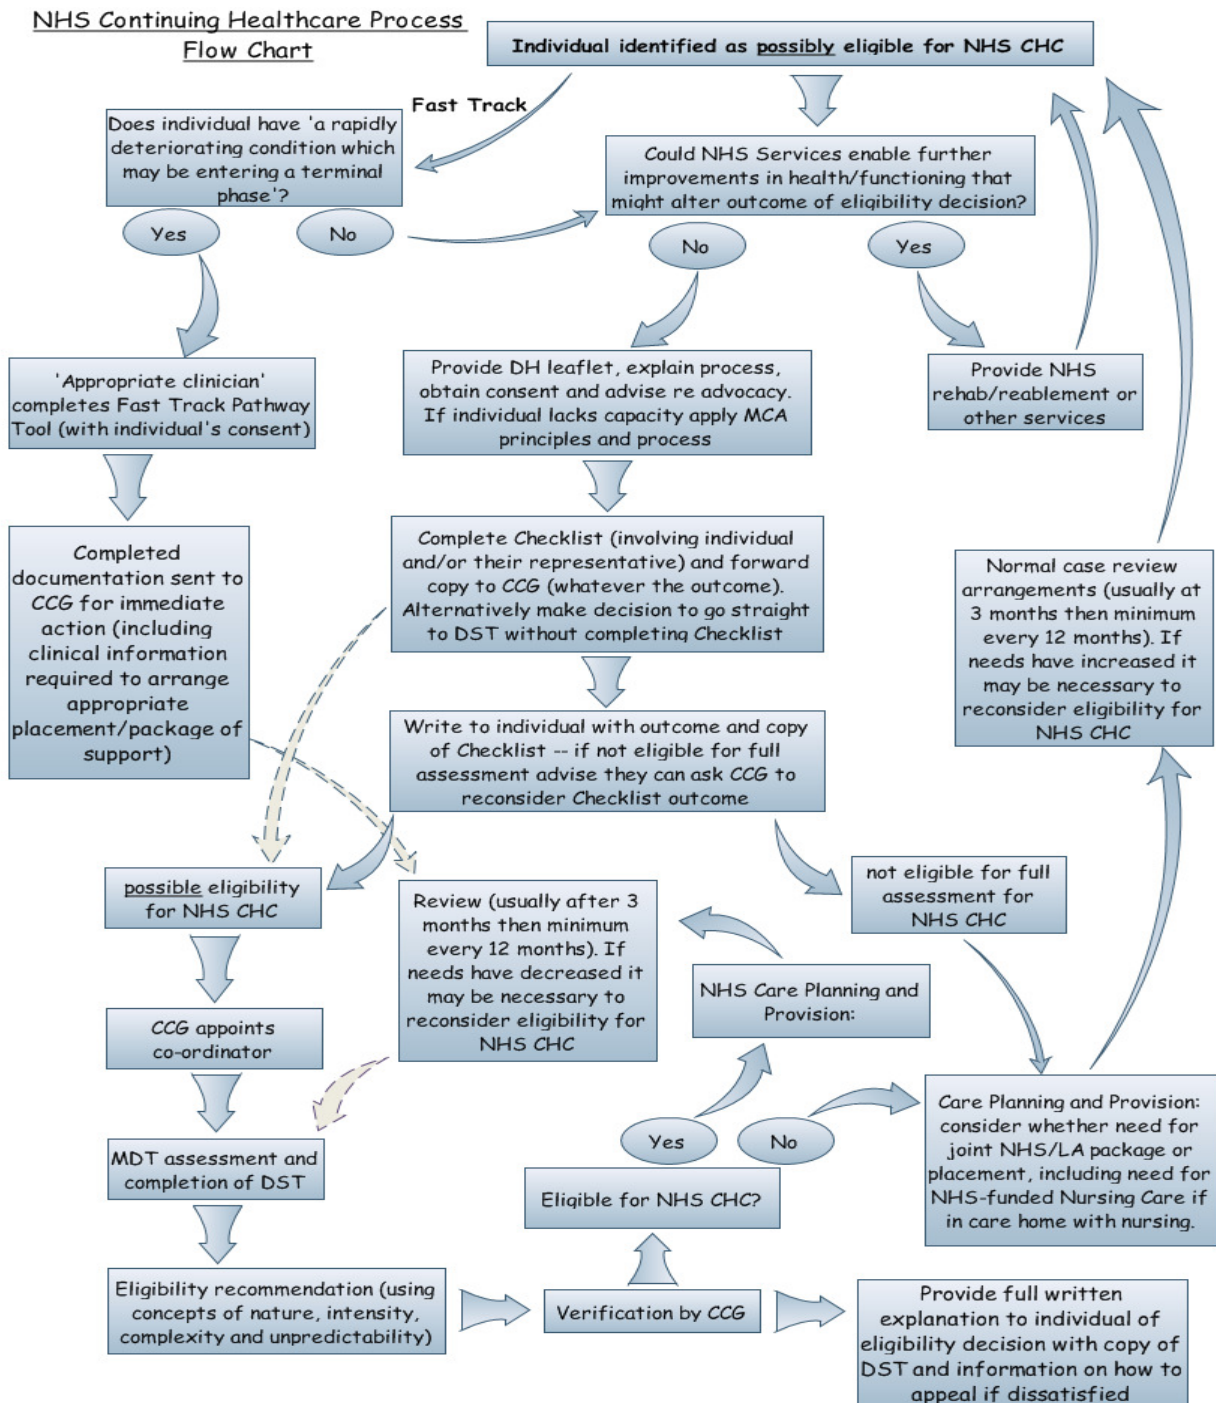 NHS Continuing Healthcare Process
Flow Chart
Individual identified as possibly eligible for NHS CHC
Fast Track
Does individual have 'a rapidly
deteriorating condition which
may be entering a terminal
phase'?
Could NHS Services enable further
improvements in health/functioning that
might alter outcome of eligibility decision?
Yes
No
No
Yes
'Appropriate clinician'
completes Fast Track Pathway
Tool (with individual's consent)
Provide DH leaflet, explain process,
obtain consent and advise re advocacy.
If individual lacks capacity apply MCA
principles and process
Provide NHS
rehab/reablement or
other services
Completed
documentation sent to
CCG for immediate
action (including
clinical information
required to arrange
appropriate
placement/package of
support)
Complete Checklist (involving individual
and/or their representative) and forward
copy to CCG (whatever the outcome).
Alternatively make decision to go straight
to DST without completing Checklist
Normal case review
arrangements (usually at
3 months then minimum
every 12 months). If
needs have increased it
may be necessary to
reconsider eligibility for
NHS CHC
Write to individual with outcome and copy
of Checklist -- if not eligible for full
assessment advise they can ask CCG to
reconsider Checklist outcome
possible eligibility
for NHS CHC
Review (usually after 3
months then minimum
every 12 months). If
needs have decreased it
may be necessary to
reconsider eligibility for
NHS CHC
not eligible for full
assessment for
NHS CHC
NHS Care Planning and
Provision:
CCG appoints
co-ordinator
Yes
No
Care Planning and Provision:
consider whether need for
joint NHS/LA package or
placement, including need for
NHS-funded Nursing Care if
in care home with nursing.
MDT assessment and
completion of DST
Eligible for NHS CHC?
Eligibility recommendation (using
concepts of nature, intensity,
complexity and unpredictability)
Verification by CCG
Provide full written
explanation to individual of
eligibility decision with copy of
DST and information on how to
appeal if dissatisfied